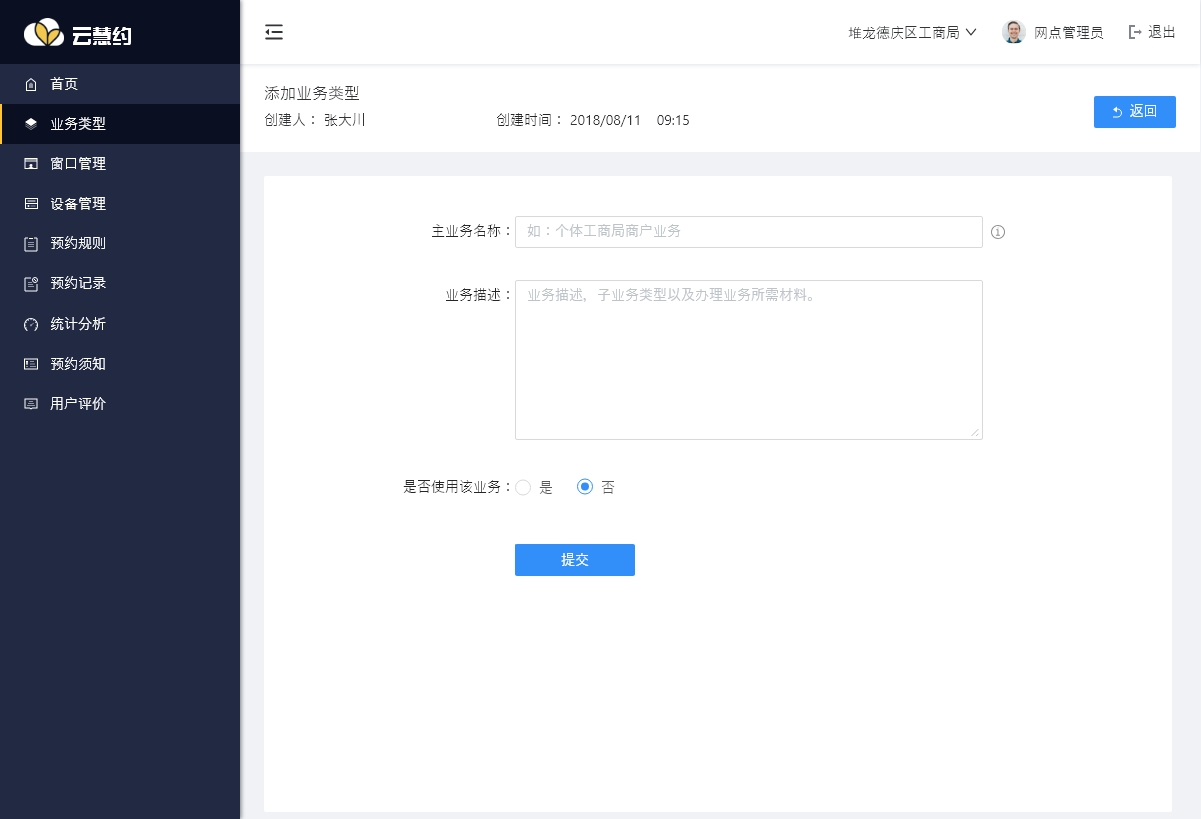 云慧约
堆龙德庆区工商局
网点管理员
退出
首页
业务类型
窗口管理
设备管理
预约规则
预约记录
统计分析
预约须知
用户评价
添加业务类型
创建人： 张大川 创建时间： 2018/08/11 09:15
返回
主业务名称： 如：个体工商局商户业务
业务描述： 业务描述，子业务类型以及办理业务所需材料。
是否使用该业务： 是 否
提交